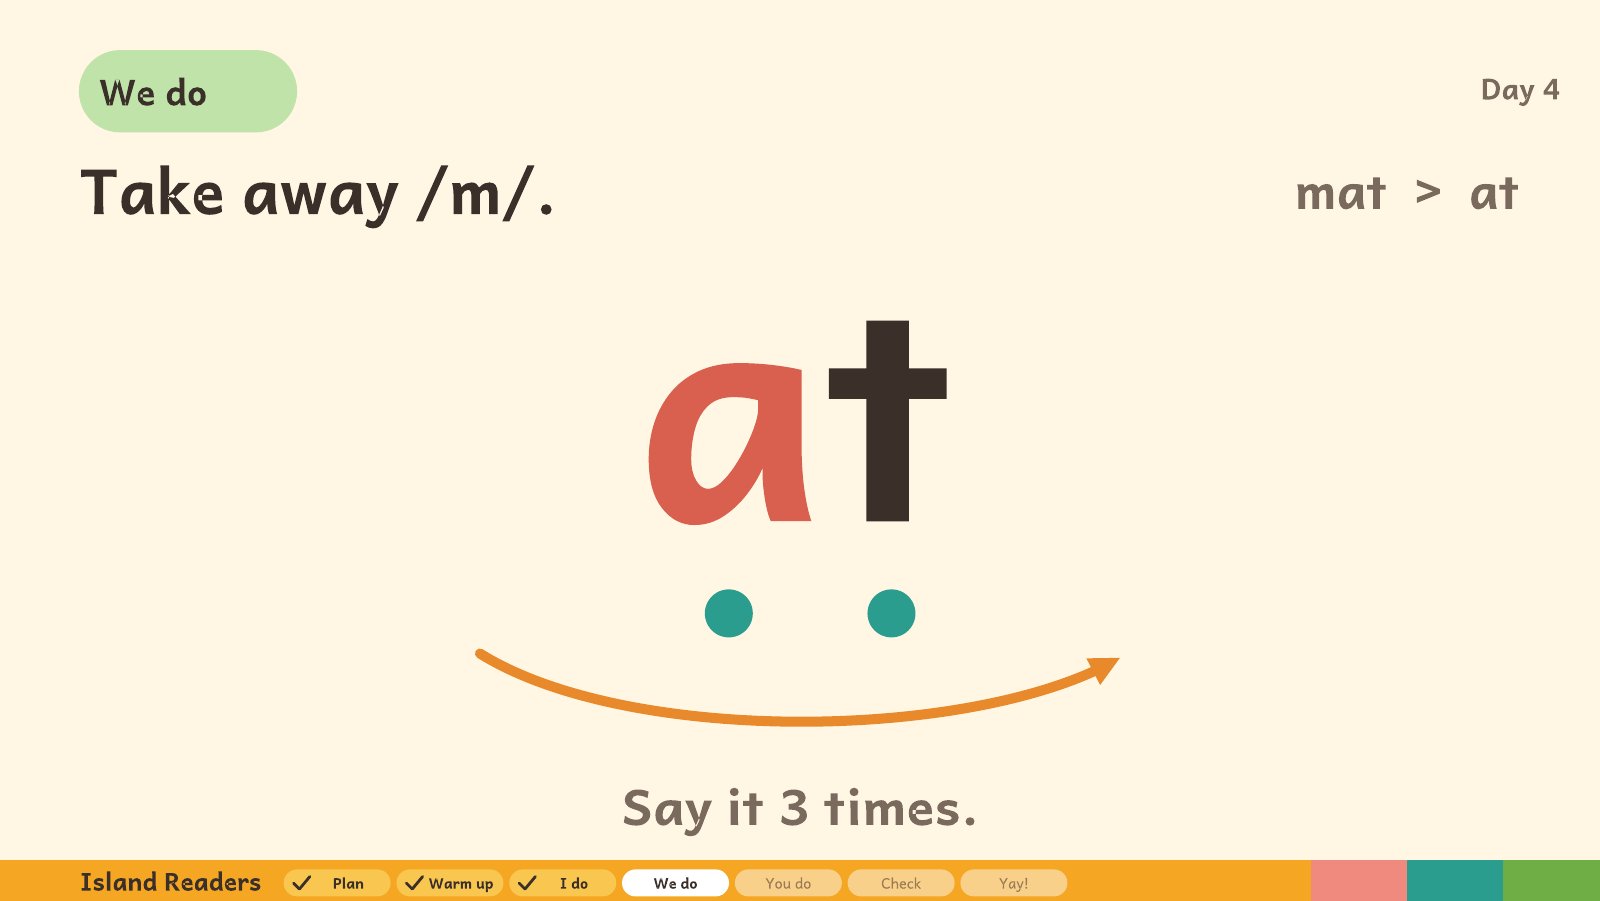 We do
Day 4
Take away /m/.
mat > at
at
Say it 3 times.
Island Readers
Plan
Warm up
I do
We do
You do
Check
Yay!